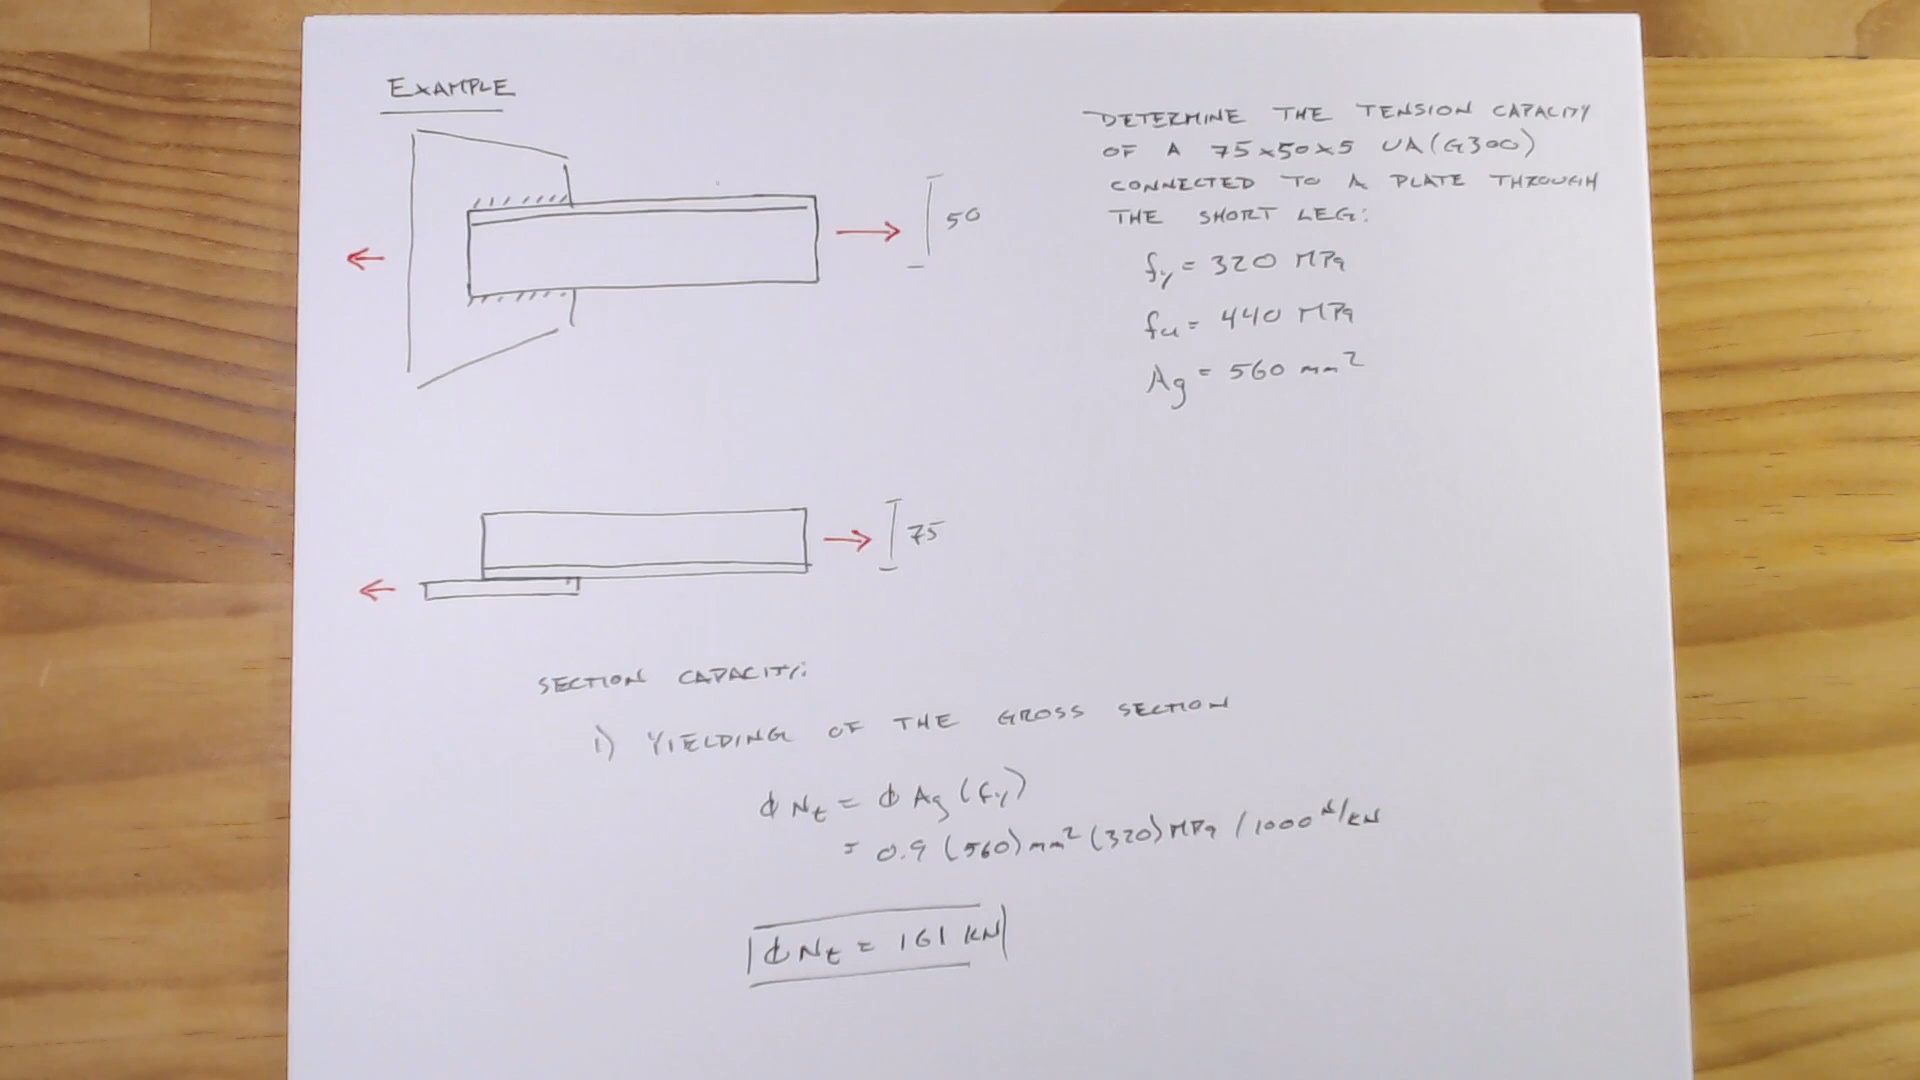 EXAMPLE
DETERMINE THE TENSION CAPACITY
OF A 75x50x5 UA (G300)
CONNECTED TO A PLATE THROUGH
THE SHORT LEG:
fy = 320 MPa
fu = 440 MPa
Ag = 560 mm²
50
75
SECTION CAPACITY:
1) YIELDING OF THE GROSS SECTION
ϕ Nt = ϕ Ag (fy)
= 0.9 (560) mm² (320) MPa / 1000 N/kN
ϕ Nt = 161 kN